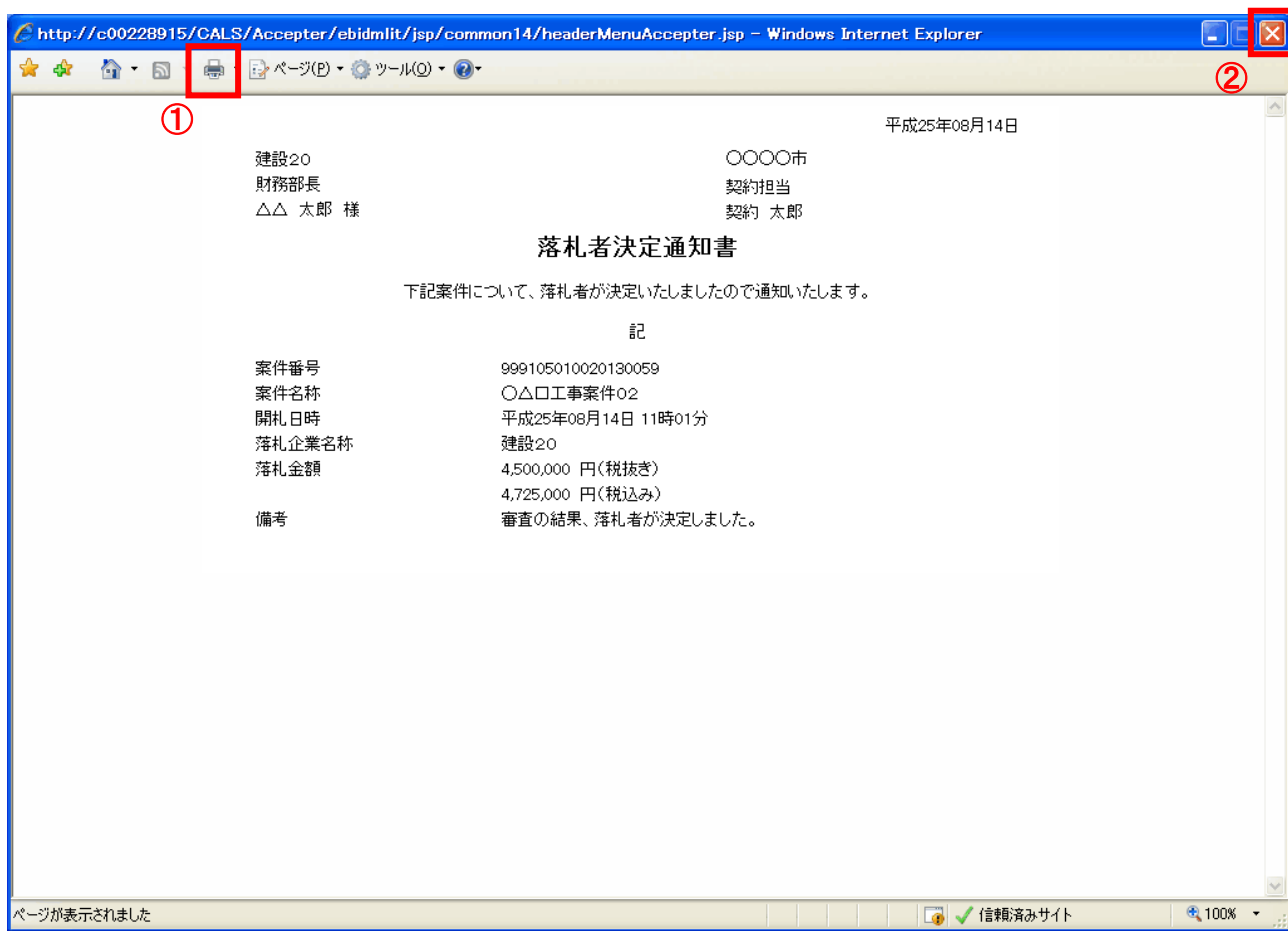 http://c00228915/CALS/Accepter/ebidmlit/jsp/common14/headerMenuAccepter.jsp - Windows Internet Explorer
ページ(P) ツール(O)
① ②
平成25年08月14日
建設20 〇〇〇〇市
財務部長 契約担当
△△ 太郎 様 契約 太郎
落札者決定通知書
下記案件について、落札者が決定いたしましたので通知いたします。
記
案件番号 999105010020130059
案件名称 〇△口工事案件02
開札日時 平成25年08月14日 11時01分
落札企業名称 建設20
落札金額 4,500,000 円(税抜き)
4,725,000 円(税込み)
備考 審査の結果、落札者が決定しました。
ページが表示されました 信頼済みサイト 100%